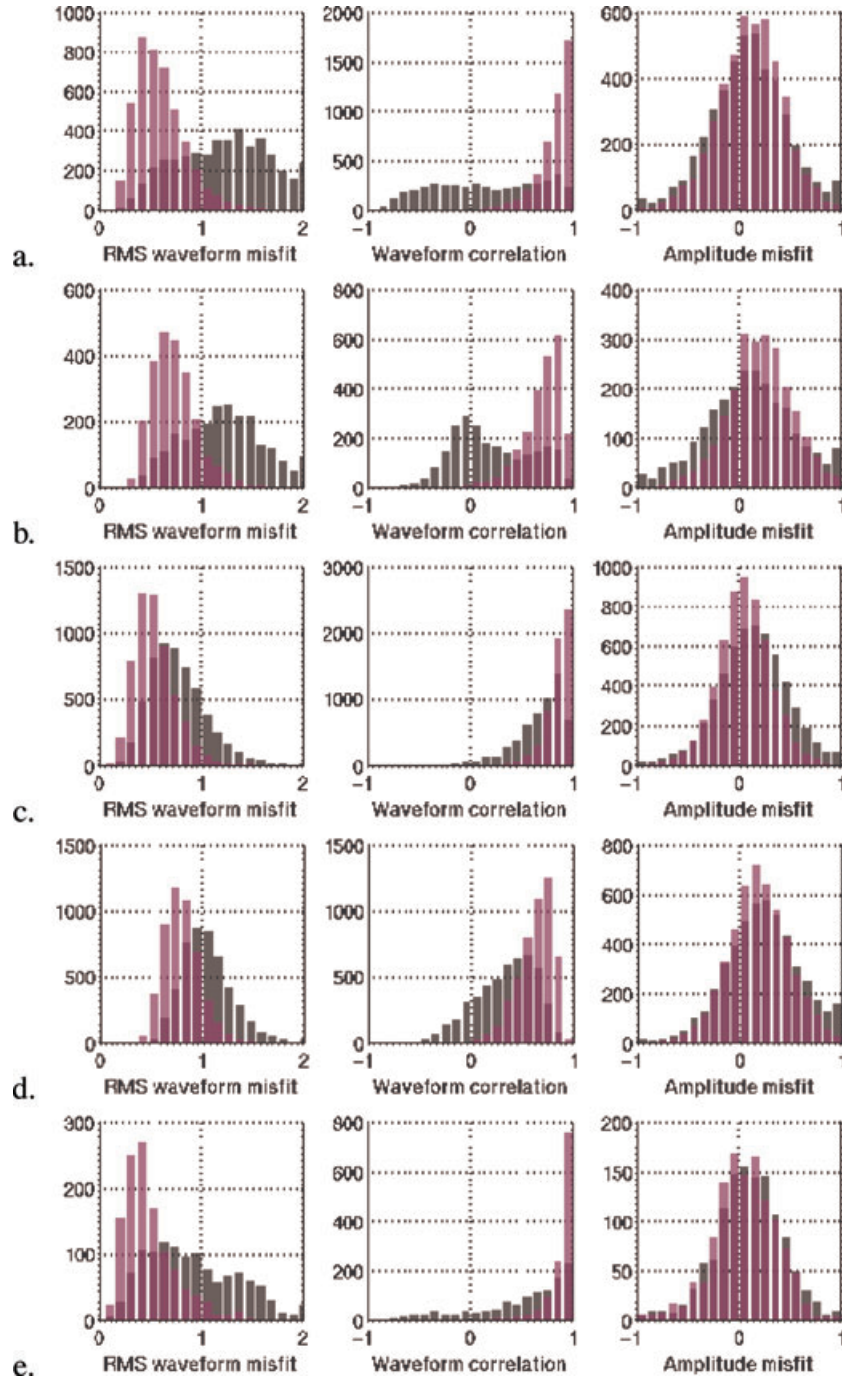 1000 800 600 400 200 0
0 1 2
RMS waveform misfit
2000 1500 1000 500 0
−1 0 1
Waveform correlation
600 400 200 0
−1 0 1
Amplitude misfit
a.
600 400 200 0
0 1 2
RMS waveform misfit
800 600 400 200 0
−1 0 1
Waveform correlation
400 300 200 100 0
−1 0 1
Amplitude misfit
b.
1500 1000 500 0
0 1 2
RMS waveform misfit
3000 2000 1000 0
−1 0 1
Waveform correlation
1000 800 600 400 200 0
−1 0 1
Amplitude misfit
c.
1500 1000 500 0
0 1 2
RMS waveform misfit
1500 1000 500 0
−1 0 1
Waveform correlation
800 600 400 200 0
−1 0 1
Amplitude misfit
d.
300 200 100 0
0 1 2
RMS waveform misfit
800 600 400 200 0
−1 0 1
Waveform correlation
200 150 100 50 0
−1 0 1
Amplitude misfit
e.